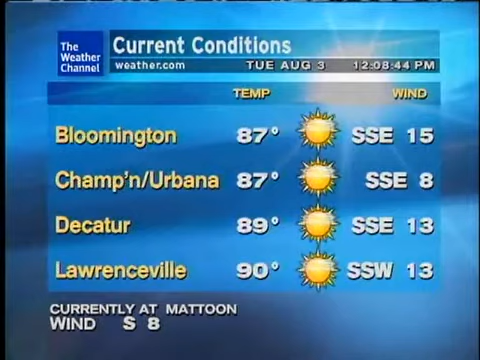 The
Weather
Channel
Current Conditions
weather.com TUE AUG 3 12:08:44 PM
TEMP WIND
Bloomington 87° SSE 15
Champ'n/Urbana 87° SSE 8
Decatur 89° SSE 13
Lawrenceville 90° SSW 13
CURRENTLY AT MATTOON
WIND S 8